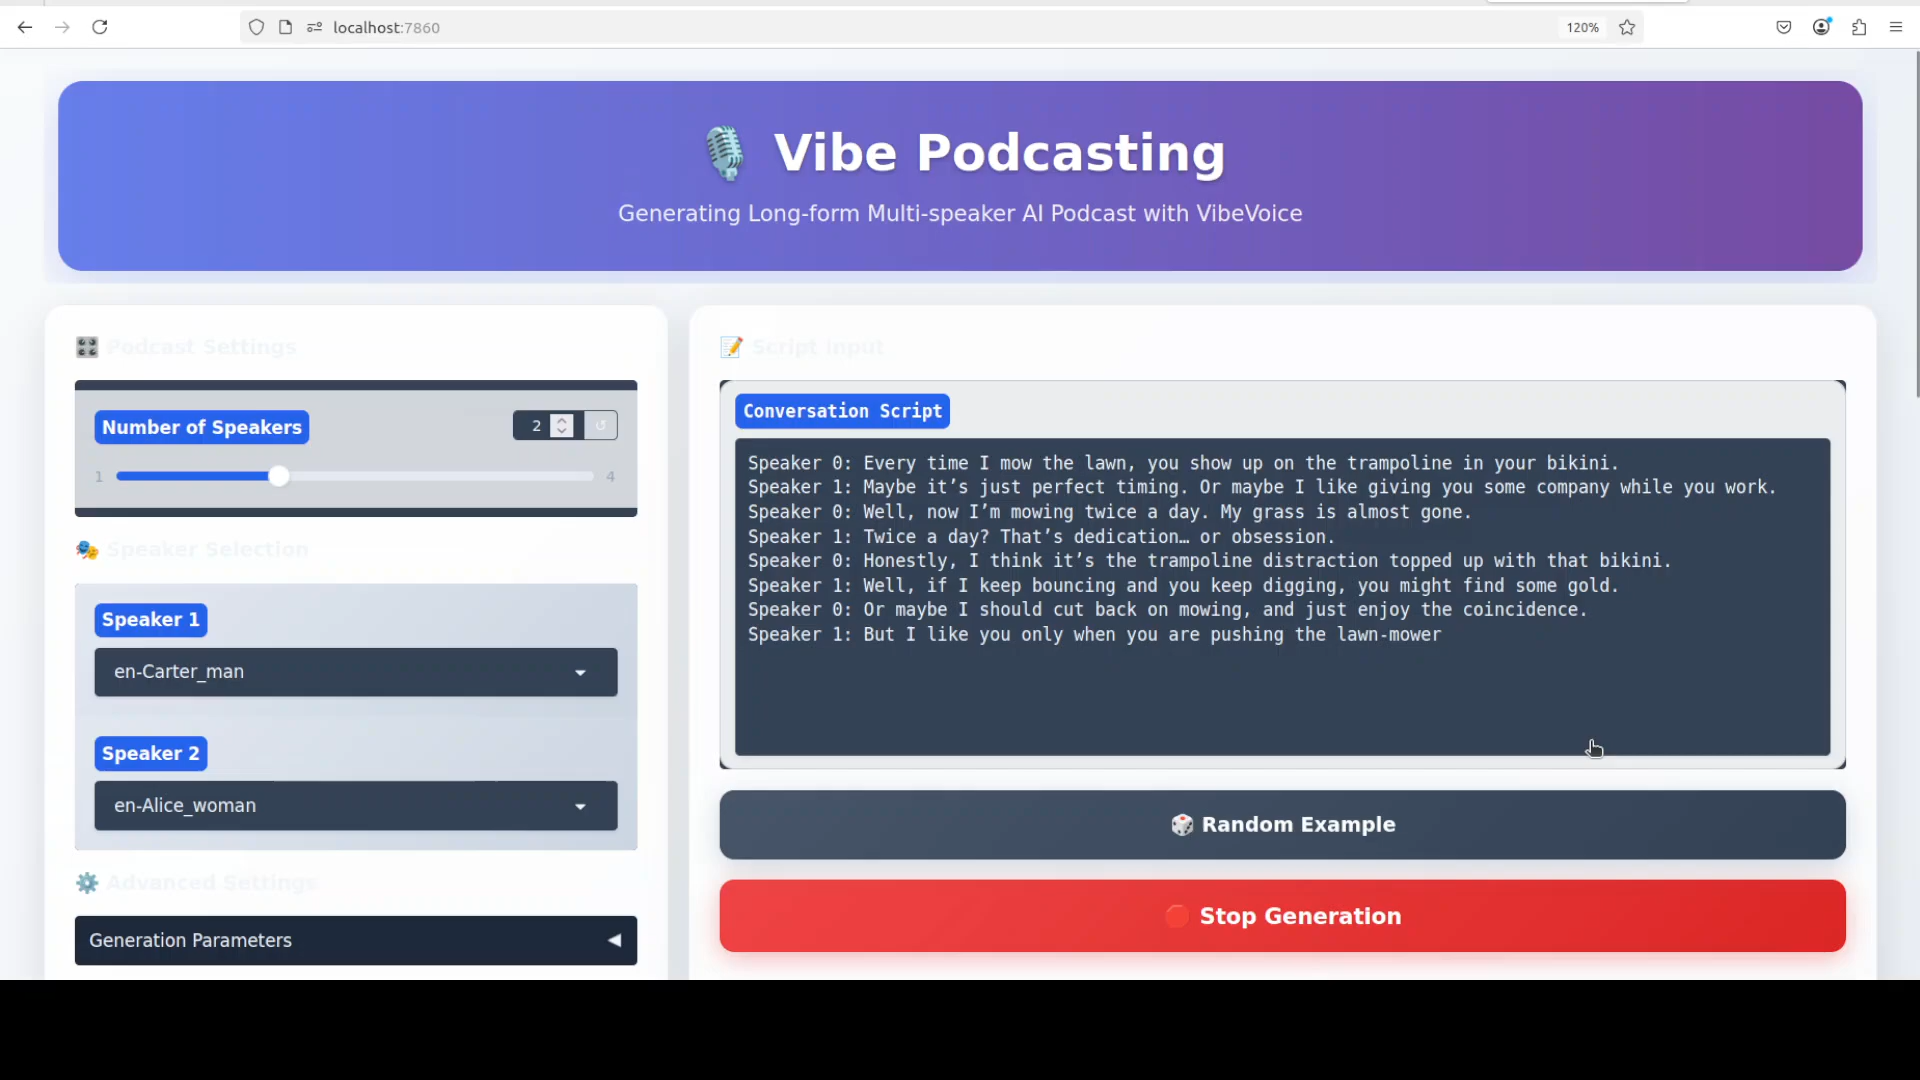 localhost:7860
120%
Vibe Podcasting
Generating Long-form Multi-speaker AI Podcast with VibeVoice
Podcast Settings
Number of Speakers
2
1
4
Speaker Selection
Speaker 1
en-Carter_man
Speaker 2
en-Alice_woman
Advanced Settings
Generation Parameters
Script Input
Conversation Script
Speaker 0: Every time I mow the lawn, you show up on the trampoline in your bikini.
Speaker 1: Maybe it’s just perfect timing. Or maybe I like giving you some company while you work.
Speaker 0: Well, now I’m mowing twice a day. My grass is almost gone.
Speaker 1: Twice a day? That’s dedication… or obsession.
Speaker 0: Honestly, I think it’s the trampoline distraction topped up with that bikini.
Speaker 1: Well, if I keep bouncing and you keep digging, you might find some gold.
Speaker 0: Or maybe I should cut back on mowing, and just enjoy the coincidence.
Speaker 1: But I like you only when you are pushing the lawn-mower
Random Example
Stop Generation